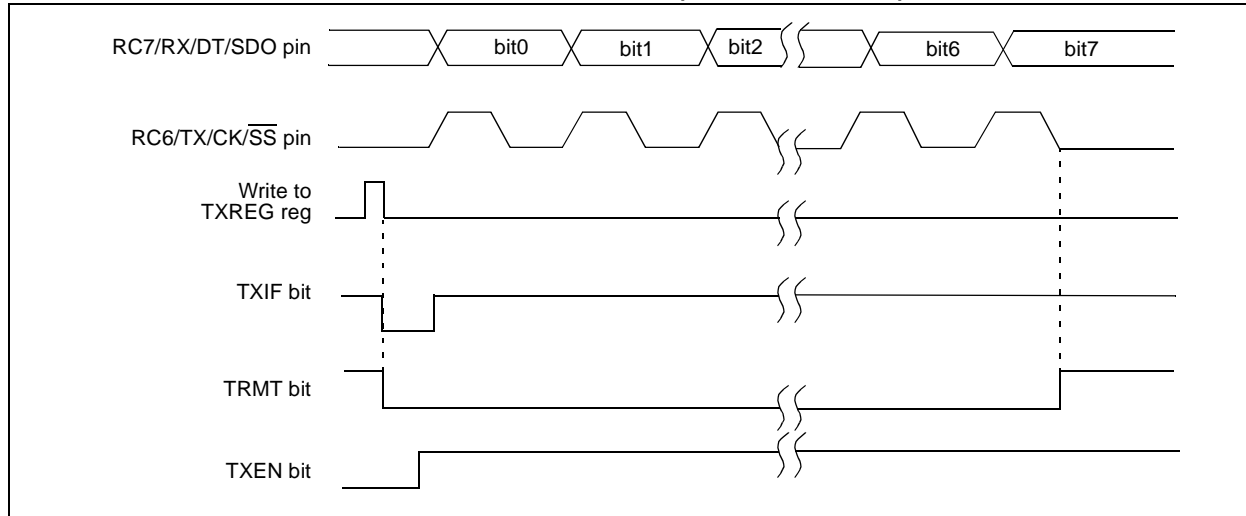 RC7/RX/DT/SDO pin
bit0
bit1
bit2
bit6
bit7
RC6/TX/CK/S̅S̅ pin
Write to
TXREG reg
TXIF bit
TRMT bit
TXEN bit